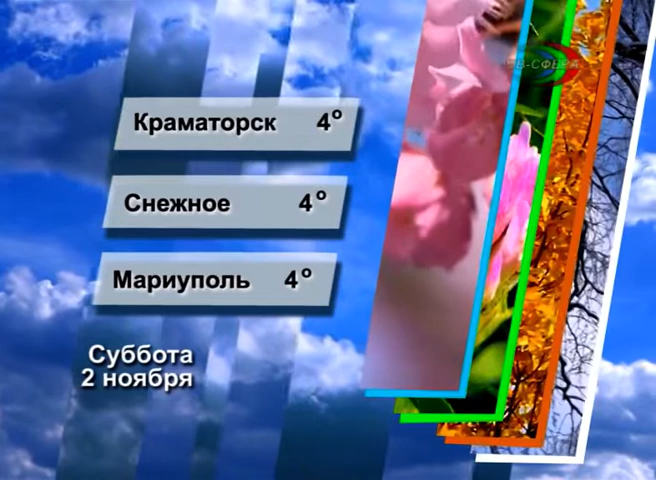 Краматорск 4°
Снежное 4°
Мариуполь 4°
Суббота
2 ноября